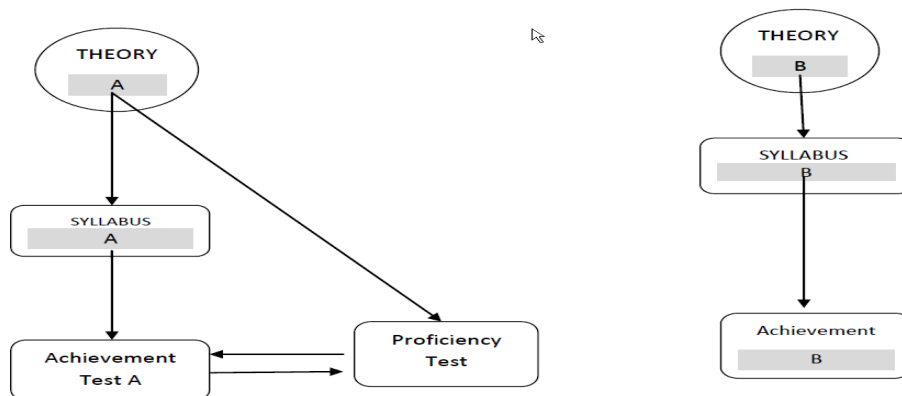 THEORY
A
SYLLABUS
A
Achievement
Test A
Proficiency
Test
THEORY
B
SYLLABUS
B
Achievement
B